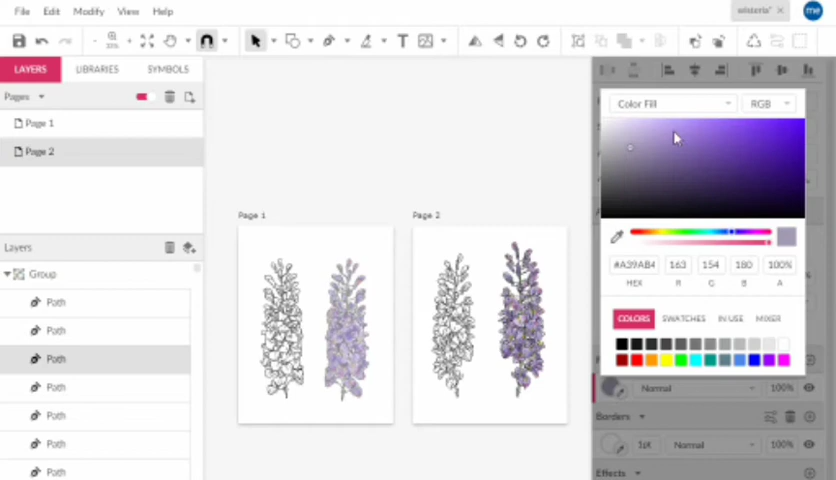 File Edit Modify View Help wisteria* me
LAYERS LIBRARIES SYMBOLS
Pages
Page 1
Page 2
Layers
Group
Path
Path
Path
Path
Path
Path
Path
Page 1 Page 2
Color Fill RGB
#A39AB4 163 154 180 100%
HEX R G B A
COLORS SWATCHES IN USE MIXER
Normal 100%
Borders
Normal 100%
Effects